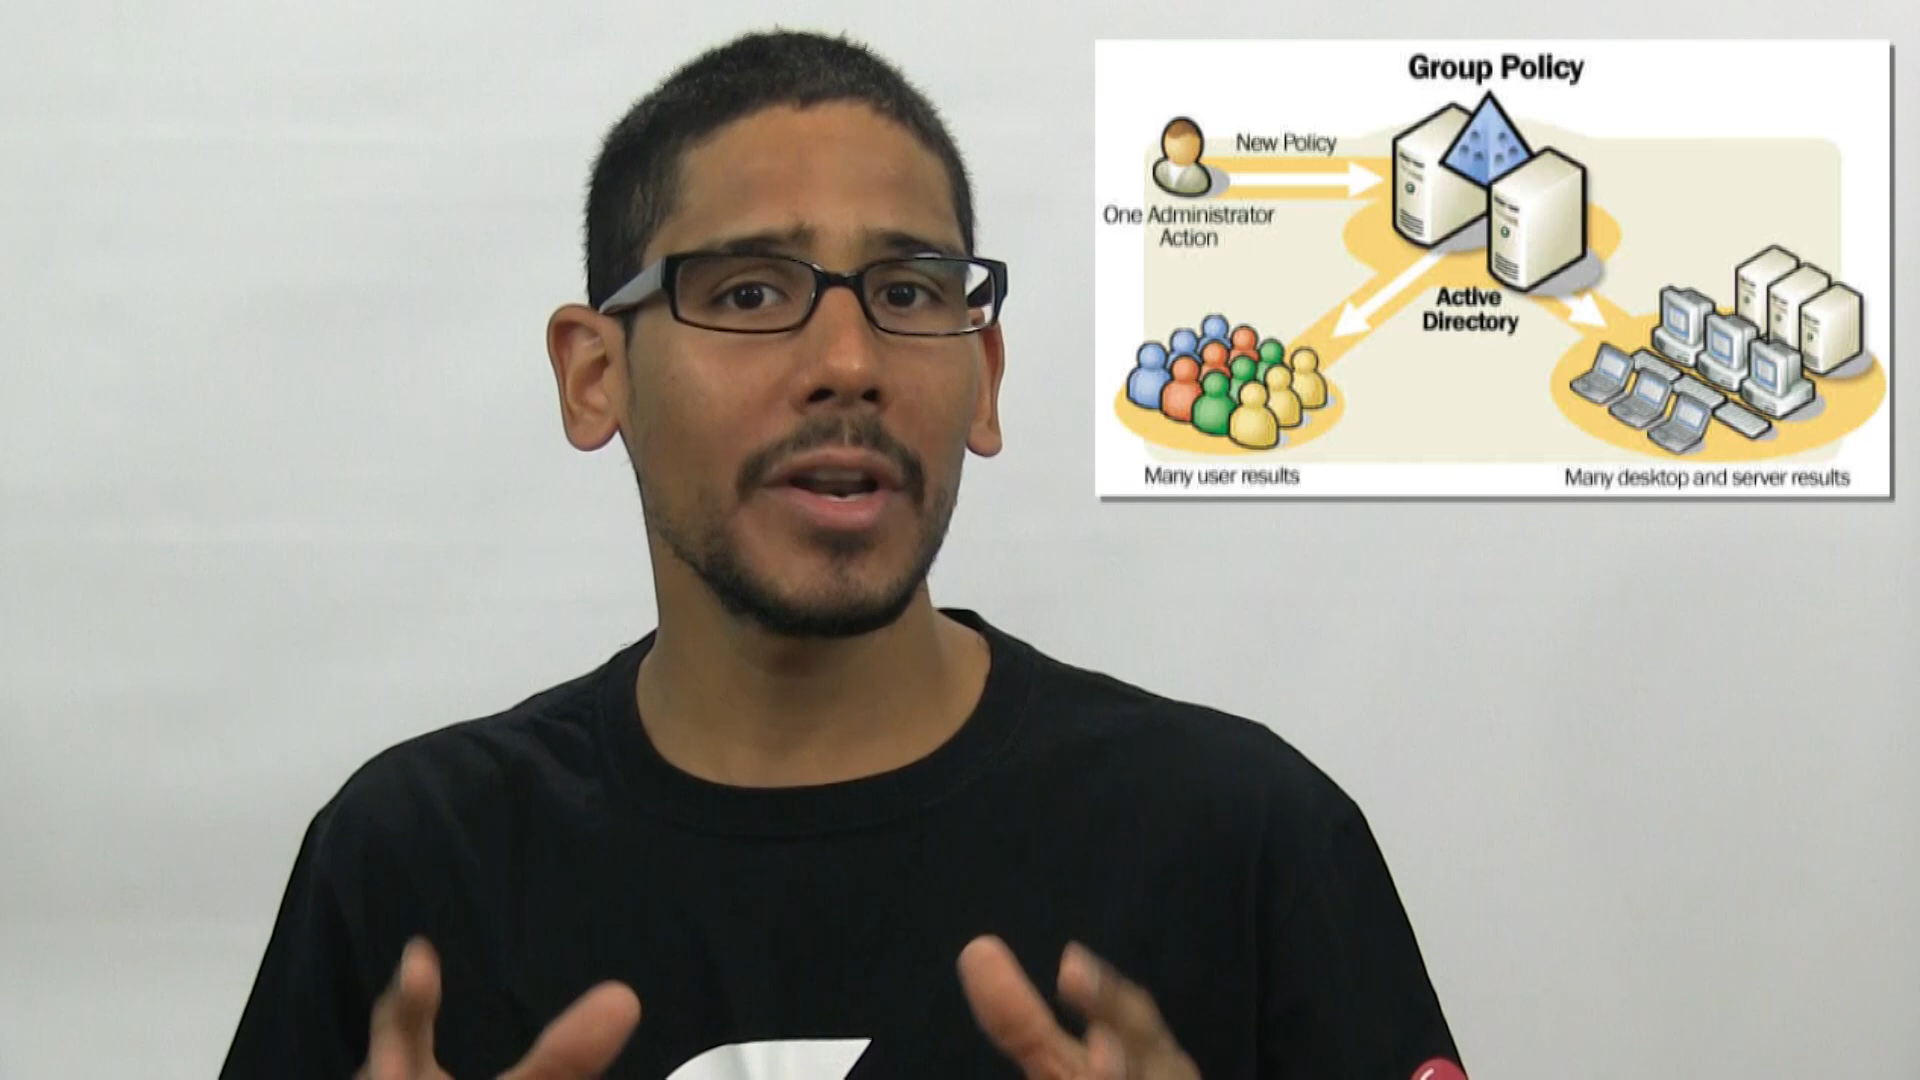 Group Policy
New Policy
One Administrator
Action
Active
Directory
Many user results
Many desktop and server results